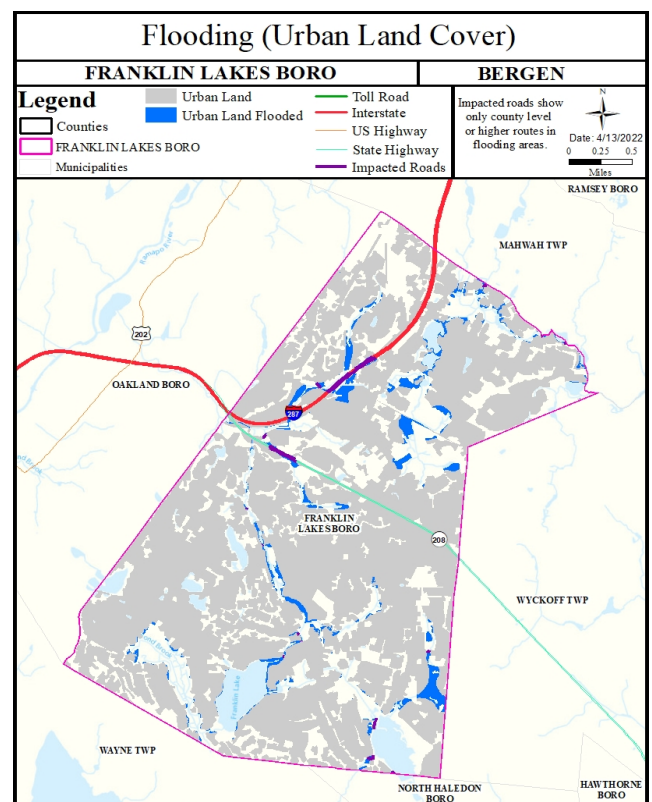 Flooding (Urban Land Cover)
FRANKLIN LAKES BORO
BERGEN
Legend
Counties
FRANKLIN LAKES BORO
Municipalities
Urban Land
Urban Land Flooded
Toll Road
Interstate
US Highway
State Highway
Impacted Roads
Impacted roads show
only county level
or higher routes in
flooding areas.
N
Date: 4/13/2022
0 0.25 0.5
Miles
RAMSEY BORO
MAHWAH TWP
Ramapo River
202
OAKLAND BORO
287
FRANKLIN
LAKES BORO
208
WYCKOFF TWP
Franklin Lake
WAYNE TWP
NORTH HALEDON
BORO
HAWTHORNE
BORO